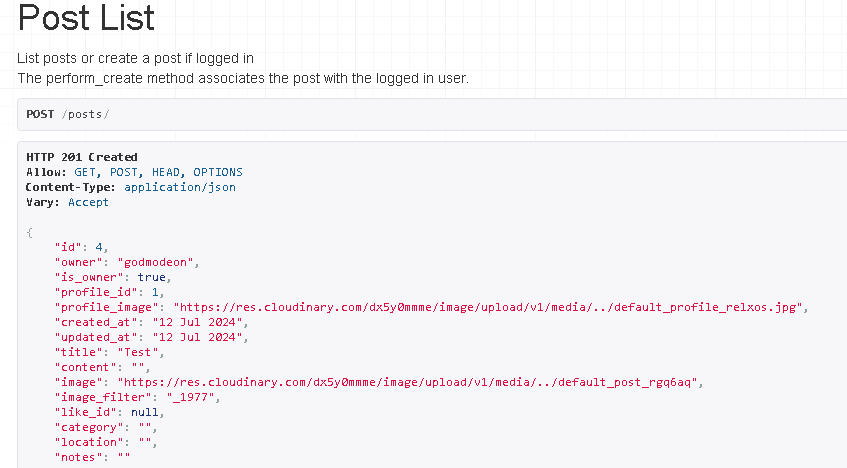 Post List
List posts or create a post if logged in
The perform_create method associates the post with the logged in user.
POST /posts/
HTTP 201 Created
Allow: GET, POST, HEAD, OPTIONS
Content-Type: application/json
Vary: Accept
{
"id": 4,
"owner": "godmodeon",
"is_owner": true,
"profile_id": 1,
"profile_image": "https://res.cloudinary.com/dx5y0mmme/image/upload/v1/media/../default_profile_relxos.jpg",
"created_at": "12 Jul 2024",
"updated_at": "12 Jul 2024",
"title": "Test",
"content": "",
"image": "https://res.cloudinary.com/dx5y0mmme/image/upload/v1/media/../default_post_rgq6aq",
"image_filter": "_1977",
"like_id": null,
"category": "",
"location": "",
"notes": ""